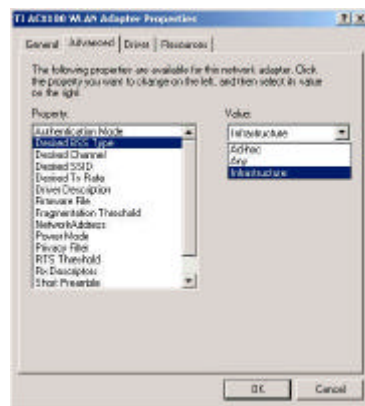 TI ACX100 WLAN Adapter Properties
General Advanced Driver Resources
The following properties are available for this network adapter. Click
the property you want to change on the left, and then select its value
on the right.
Property: Value:
Authentication Mode Infrastructure
Desired BSS Type Ad-hoc
Desired Channel Any
Desired SSID Infrastructure
Desired Tx Rate
Driver Description
Firmware File
Fragmentation Threshold
NetworkAddress
Power Mode
Privacy Filter
RTS Threshold
Rx Descriptors
Short Preamble
OK Cancel